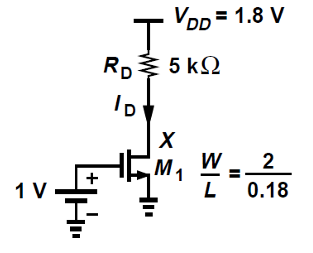 V_DD = 1.8 V
R_D 5 kΩ
I_D
X
M_1
1 V
+
−
W/L = 2/0.18